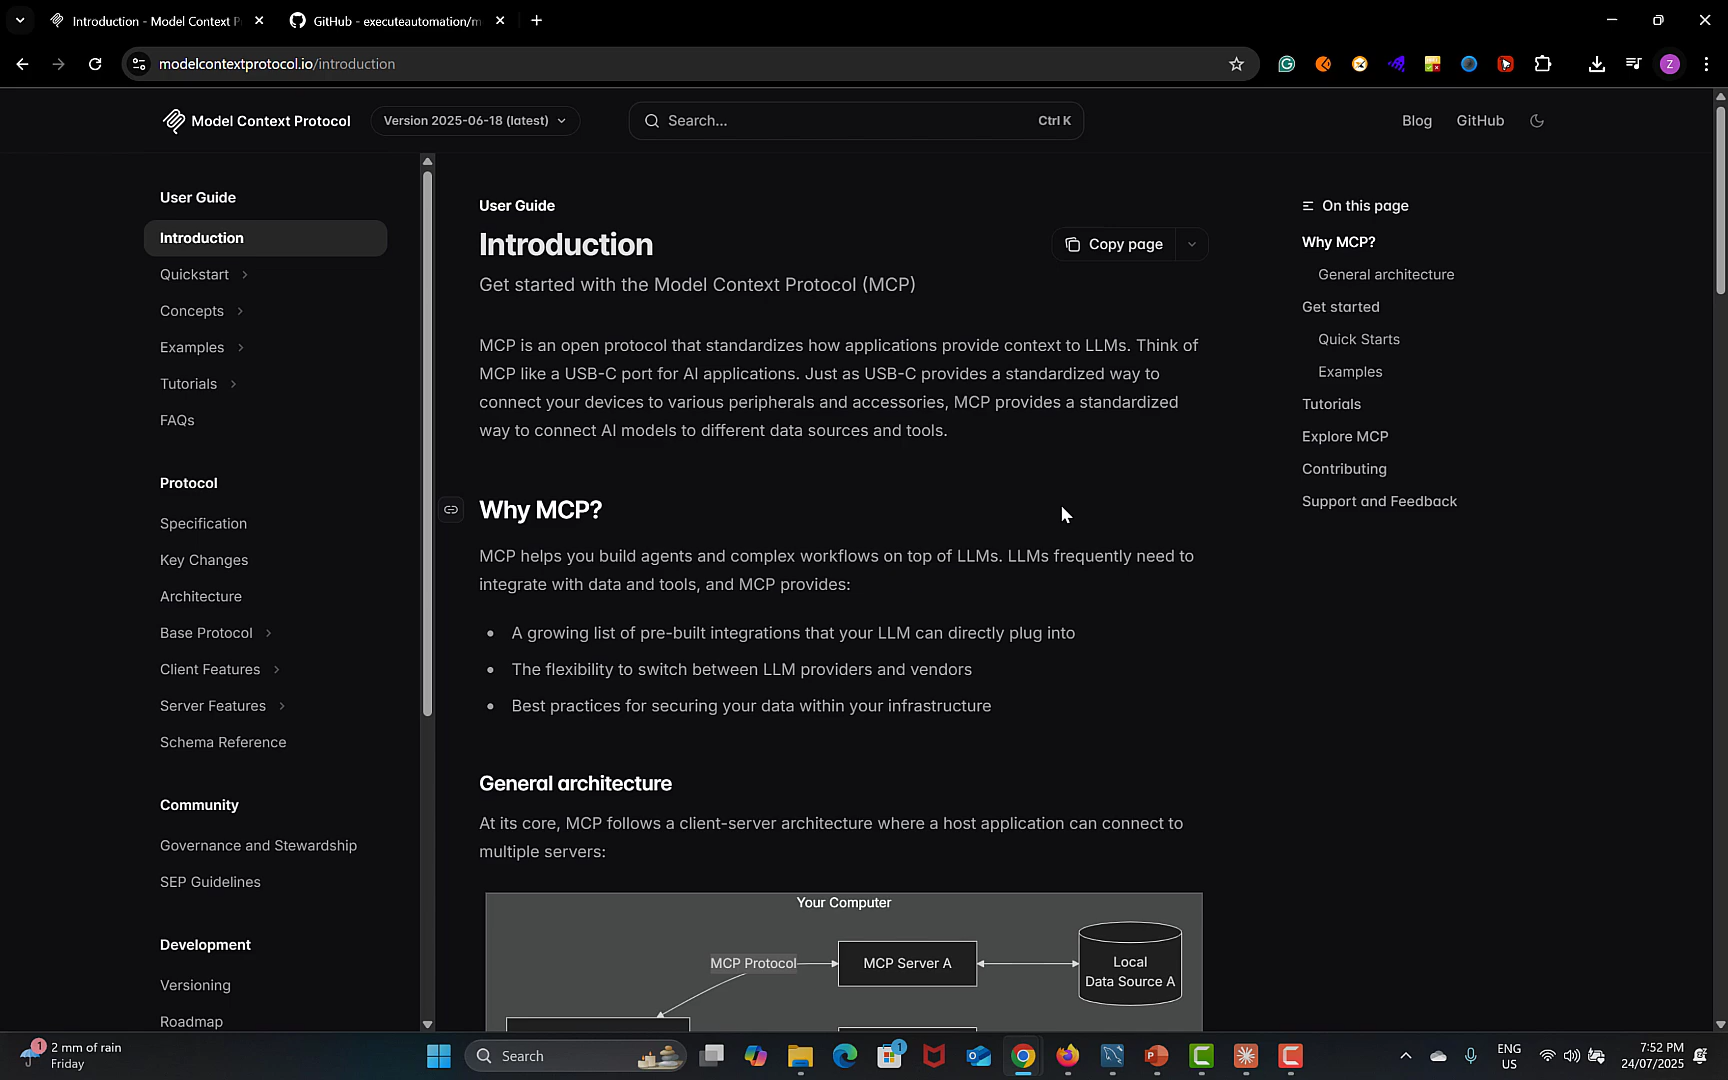 Introduction - Model Context P
GitHub - executeautomation/m
modelcontextprotocol.io/introduction
Z
Model Context Protocol
Version 2025-06-18 (latest)
Search...
Ctrl K
Blog
GitHub
User Guide
Introduction
Quickstart
Concepts
Examples
Tutorials
FAQs
Protocol
Specification
Key Changes
Architecture
Base Protocol
Client Features
Server Features
Schema Reference
Community
Governance and Stewardship
SEP Guidelines
Development
Versioning
Roadmap
User Guide
Introduction
Copy page
Get started with the Model Context Protocol (MCP)
MCP is an open protocol that standardizes how applications provide context to LLMs. Think of
MCP like a USB-C port for AI applications. Just as USB-C provides a standardized way to
connect your devices to various peripherals and accessories, MCP provides a standardized
way to connect AI models to different data sources and tools.
Why MCP?
MCP helps you build agents and complex workflows on top of LLMs. LLMs frequently need to
integrate with data and tools, and MCP provides:
A growing list of pre-built integrations that your LLM can directly plug into
The flexibility to switch between LLM providers and vendors
Best practices for securing your data within your infrastructure
General architecture
At its core, MCP follows a client-server architecture where a host application can connect to
multiple servers:
Your Computer
MCP Protocol
MCP Server A
Local
Data Source A
On this page
Why MCP?
General architecture
Get started
Quick Starts
Examples
Tutorials
Explore MCP
Contributing
Support and Feedback
1
2 mm of rain
Friday
Search
1
ENG
US
7:52 PM
24/07/2025